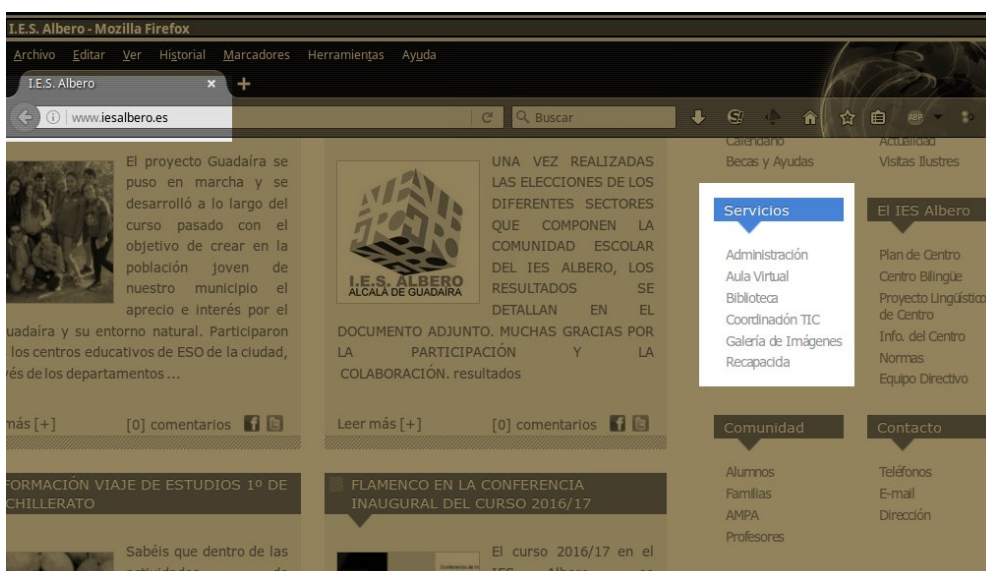 I.E.S. Albero - Mozilla Firefox
Archivo Editar Ver Historial Marcadores Herramientas Ayuda
I.E.S. Albero
www.iesalbero.es
Buscar
ABP
El proyecto Guadaíra se
puso en marcha y se
desarrolló a lo largo del
curso pasado con el
objetivo de crear en la
población joven de
nuestro municipio el
aprecio e interés por el
uadaíra y su entorno natural. Participaron
los centros educativos de ESO de la ciudad,
vés de los departamentos ...
más [+]
[0] comentarios
I.E.S. ALBERO
ALCALÁ DE GUADAÍRA
UNA VEZ REALIZADAS
LAS ELECCIONES DE LOS
DIFERENTES SECTORES
QUE COMPONEN LA
COMUNIDAD ESCOLAR
DEL IES ALBERO, LOS
RESULTADOS SE
DETALLAN EN EL
DOCUMENTO ADJUNTO. MUCHAS GRACIAS POR
LA PARTICIPACIÓN Y LA
COLABORACIÓN. resultados
Leer más [+]
[0] comentarios
FORMACIÓN VIAJE DE ESTUDIOS 1º DE
CHILLERATO
Sabéis que dentro de las
actividades de
FLAMENCO EN LA CONFERENCIA
INAUGURAL DEL CURSO 2016/17
El curso 2016/17 en el
IES Albero se
Calendario
Becas y Ayudas
Servicios
Administración
Aula Virtual
Biblioteca
Coordinación TIC
Galería de Imágenes
Recapacida
Comunidad
Alumnos
Familias
AMPA
Profesores
Actualidad
Visitas Ilustres
El IES Albero
Plan de Centro
Centro Bilingüe
Proyecto Lingüístico
de Centro
Info. del Centro
Normas
Equipo Directivo
Contacto
Teléfonos
E-mail
Dirección